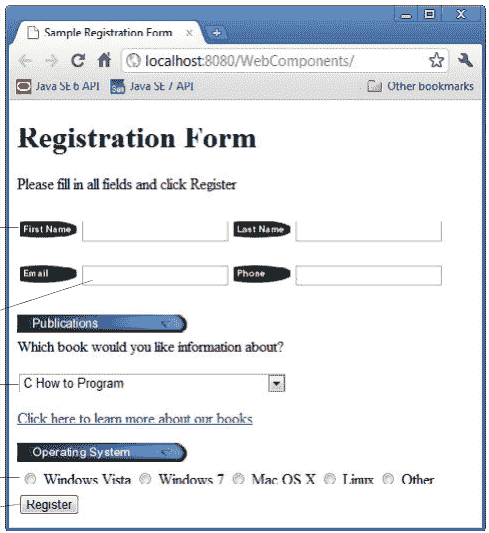 Sample Registration Form
localhost:8080/WebComponents/
Java SE 6 API Java SE 7 API Other bookmarks
Registration Form
Please fill in all fields and click Register
First Name Last Name
Email Phone
Publications
Which book would you like information about?
C How to Program
Click here to learn more about our books
Operating System
Windows Vista Windows 7 Mac OS X Linux Other
Register